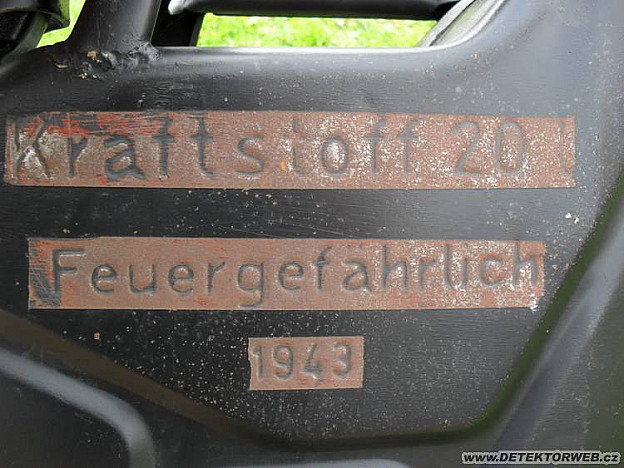 Kraftstoff 20 l
Feuergefährlich
1943
www.DETEKTORWEB.cz